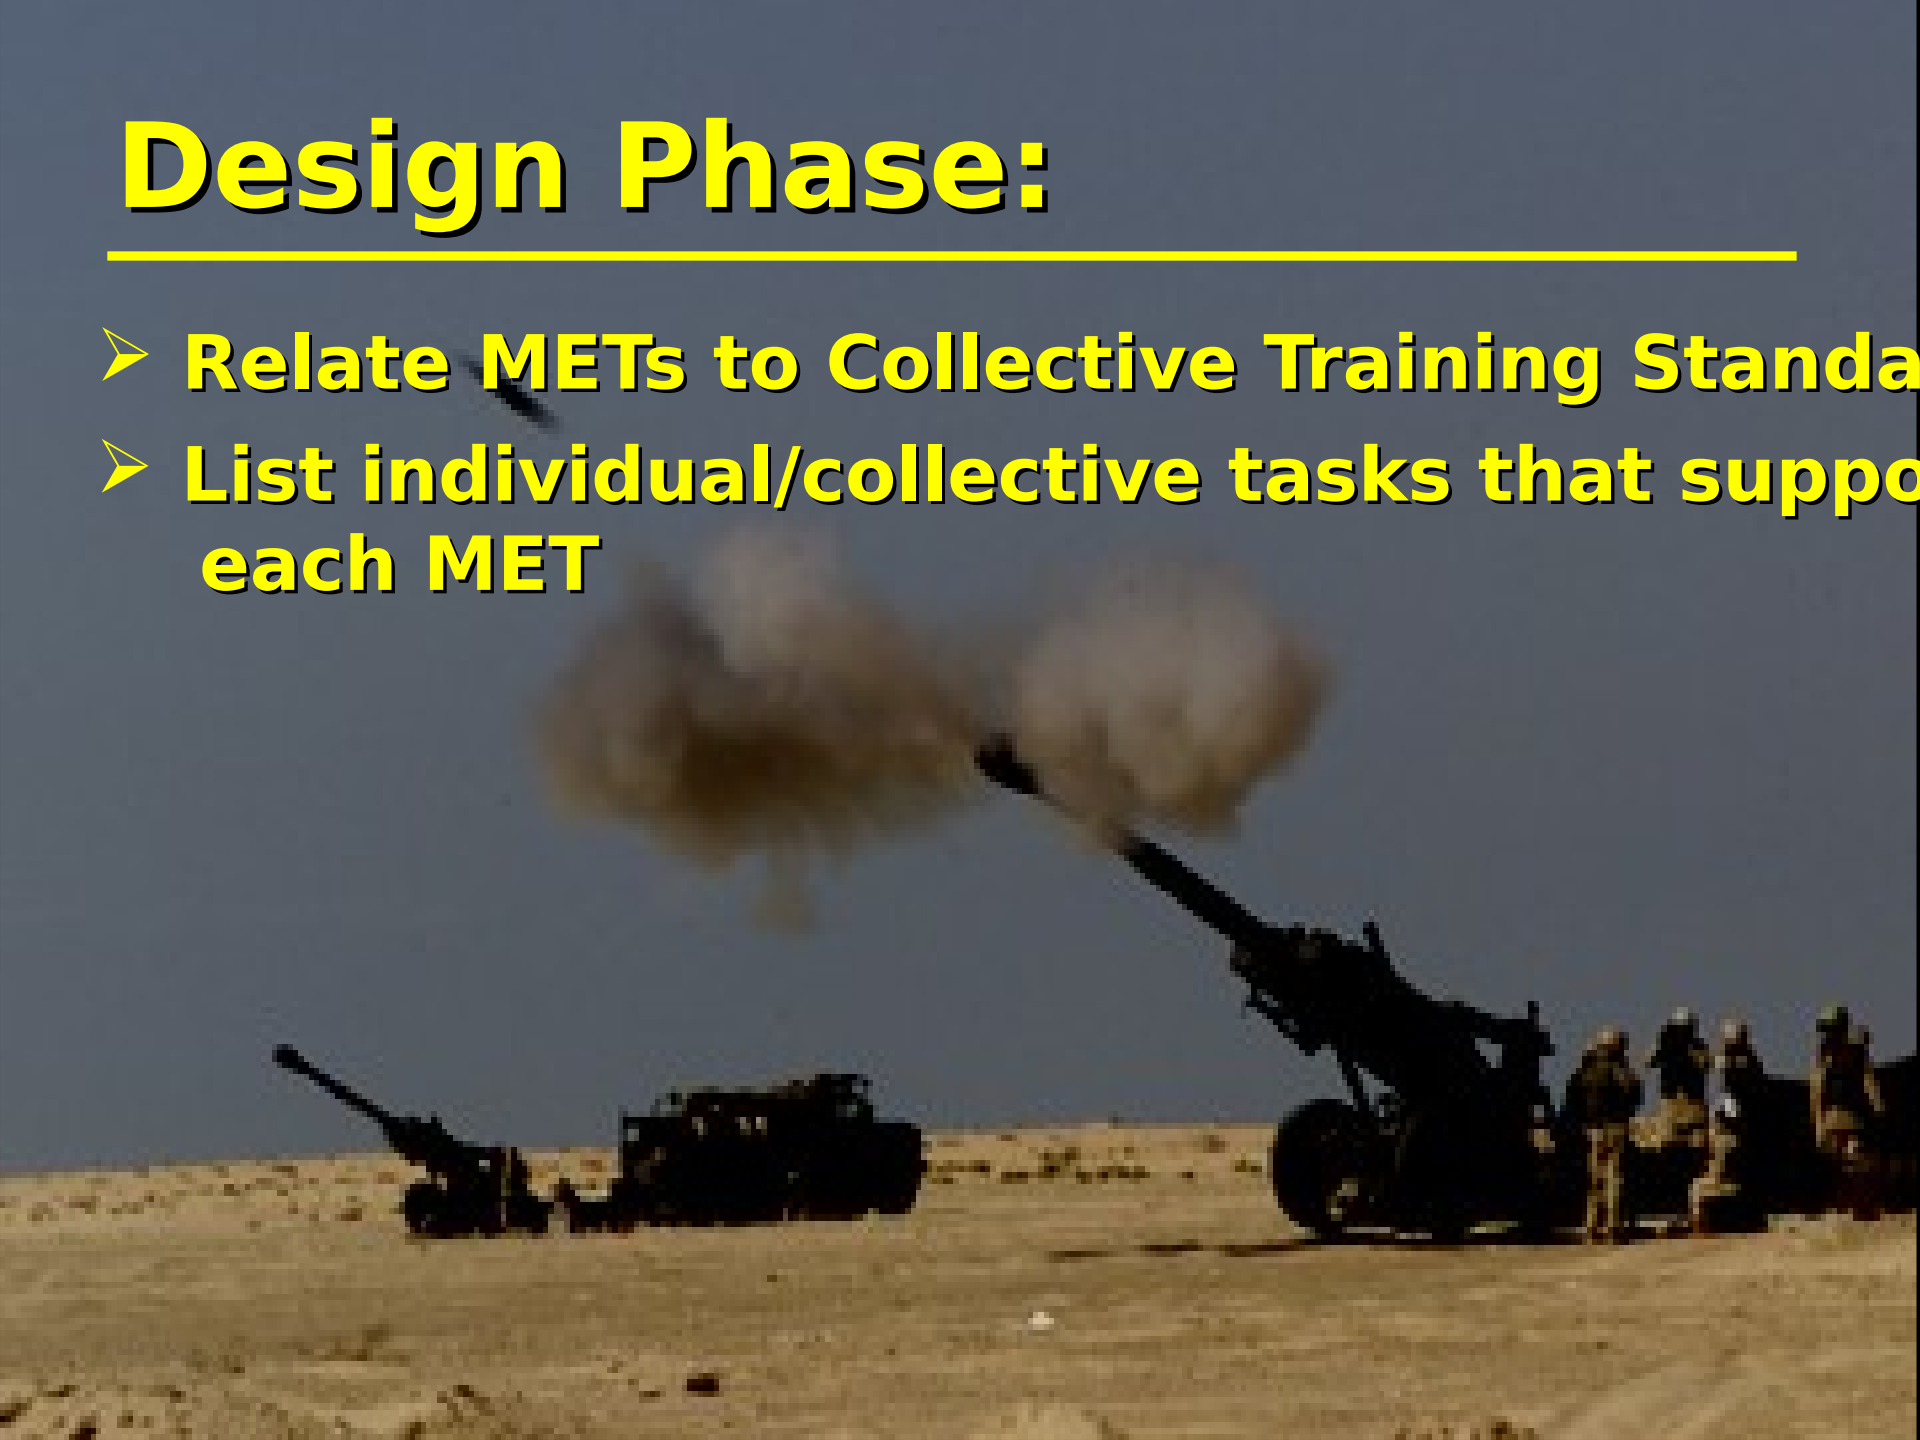 Design Phase:
Relate METs to Collective Training Standa
List individual/collective tasks that suppo
each MET